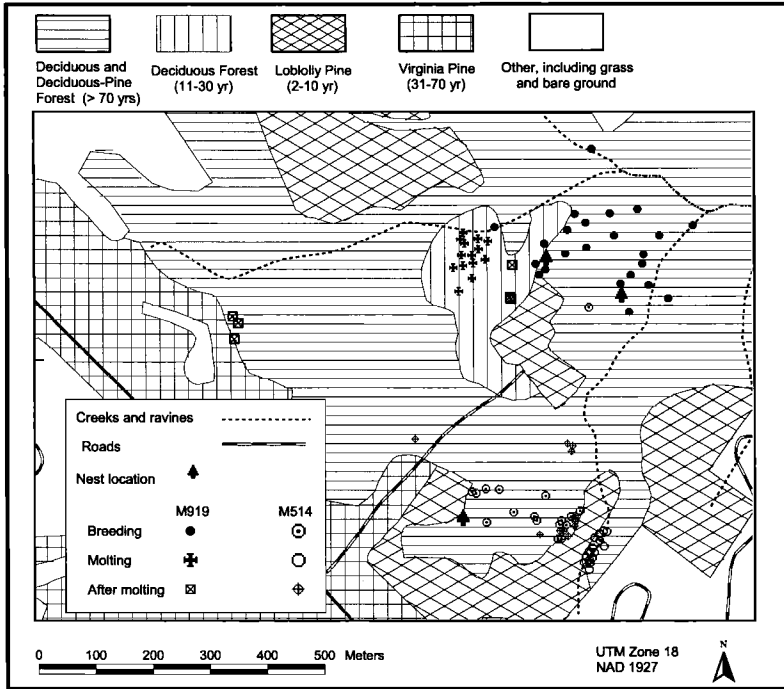 Deciduous and
Deciduous-Pine
Forest (> 70 yrs)
Deciduous Forest
(11-30 yr)
Loblolly Pine
(2-10 yr)
Virginia Pine
(31-70 yr)
Other, including grass
and bare ground
Creeks and ravines
Roads
Nest location
M919 M514
Breeding
Molting
After molting
0 100 200 300 400 500 Meters
UTM Zone 18
NAD 1927
N